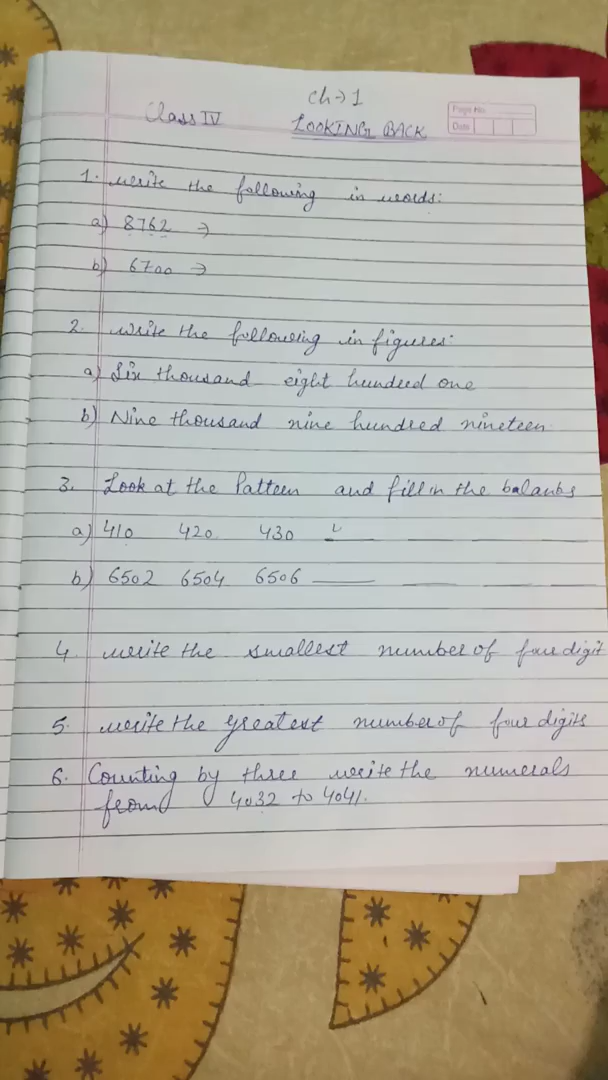 Ch→1
Page No.
Class IV
LOOKING BACK
Date
1. Write the following in words:
a) 8762 →
b) 6700 →
2. Write the following in figures:
a) Six thousand eight hundred one
b) Nine thousand nine hundred nineteen
3. Look at the Pattern and fill in the balanks
a) 410 420 430
b) 6502 6504 6506
4 write the smallest number of four digit
5. write the greatest number of four digits
6. Counting by three write the numerals
from 4032 to 4041.